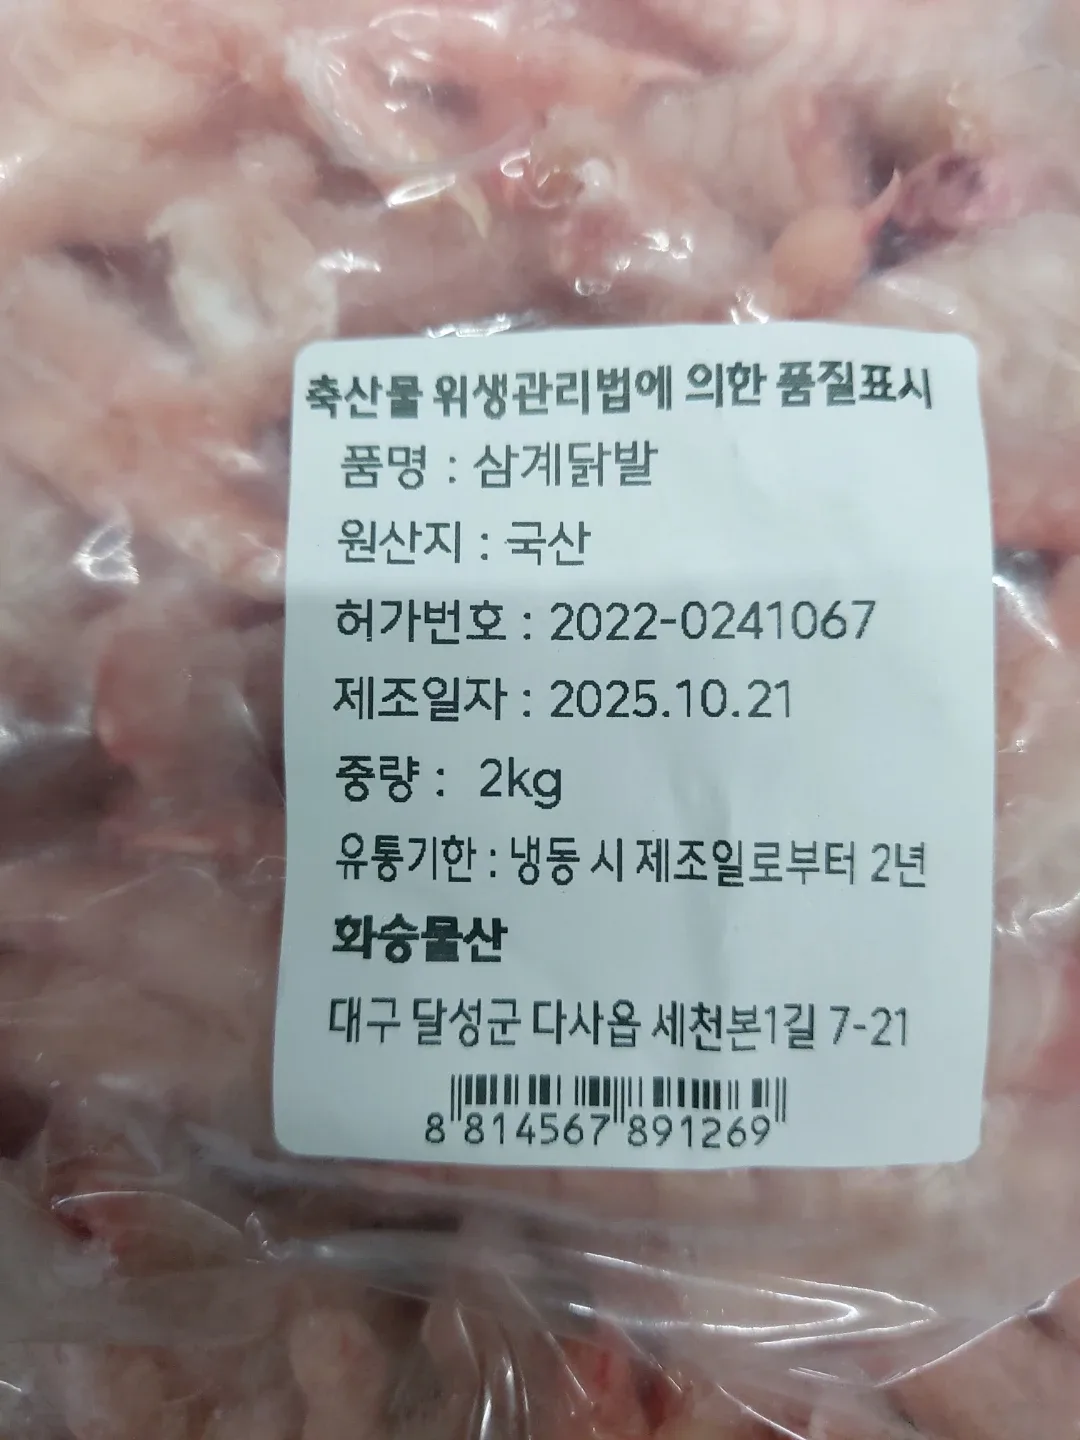 축산물 위생관리법에 의한 품질표시
품명 : 삼계닭발
원산지 : 국산
허가번호 : 2022-0241067
제조일자 : 2025.10.21
중량 : 2kg
유통기한 : 냉동 시 제조일로부터 2년
화승물산
대구 달성군 다사읍 세천본1길 7-21
8 814567 891269